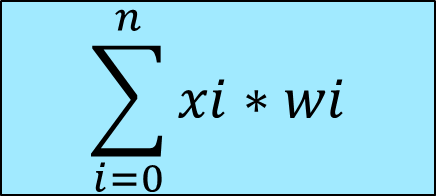 n
∑ xi * wi
i=0